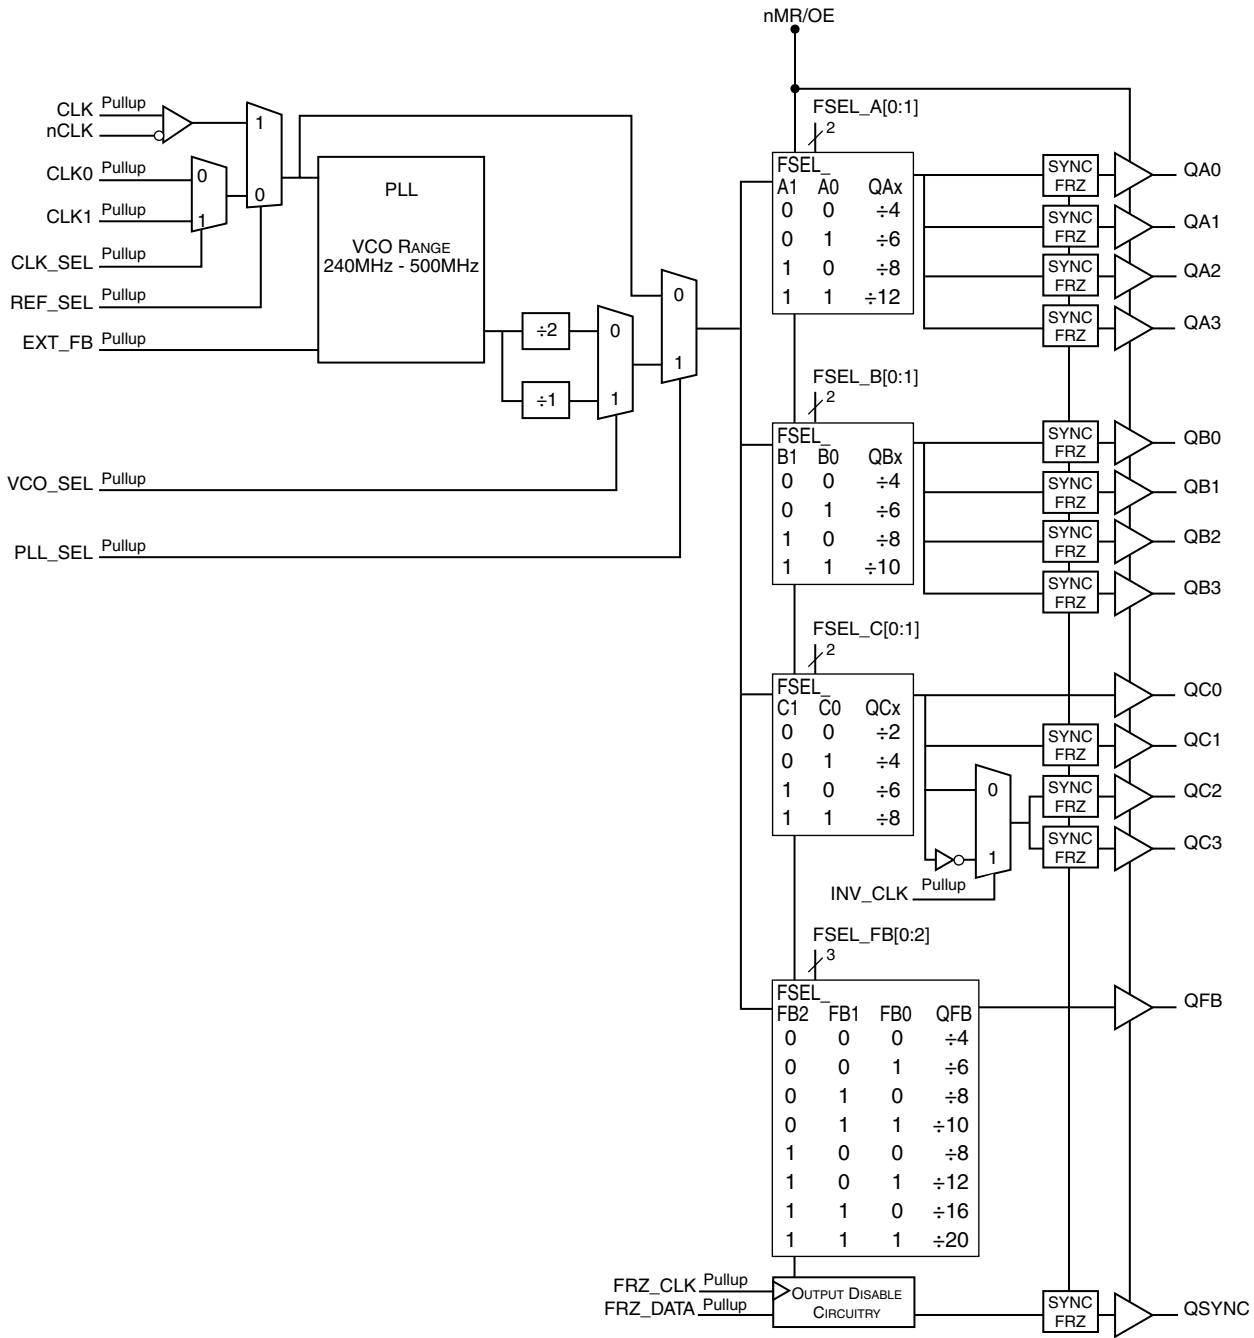 nMR/OE
CLK Pullup
nCLK
1
0
CLK0 Pullup
CLK1 Pullup
0
1
CLK_SEL Pullup
REF_SEL Pullup
EXT_FB Pullup
PLL
VCO RANGE
240MHz - 500MHz
÷2
÷1
0
1
0
1
VCO_SEL Pullup
PLL_SEL Pullup
FSEL_A[0:1]
2
FSEL_
A1 A0 QAx
0 0 ÷4
0 1 ÷6
1 0 ÷8
1 1 ÷12
SYNC
FRZ
QA0
SYNC
FRZ
QA1
SYNC
FRZ
QA2
SYNC
FRZ
QA3
FSEL_B[0:1]
2
FSEL_
B1 B0 QBx
0 0 ÷4
0 1 ÷6
1 0 ÷8
1 1 ÷10
SYNC
FRZ
QB0
SYNC
FRZ
QB1
SYNC
FRZ
QB2
SYNC
FRZ
QB3
FSEL_C[0:1]
2
FSEL_
C1 C0 QCx
0 0 ÷2
0 1 ÷4
1 0 ÷6
1 1 ÷8
QC0
SYNC
FRZ
QC1
0
1
SYNC
FRZ
QC2
SYNC
FRZ
QC3
INV_CLK Pullup
FSEL_FB[0:2]
3
FSEL_
FB2 FB1 FB0 QFB
0 0 0 ÷4
0 0 1 ÷6
0 1 0 ÷8
0 1 1 ÷10
1 0 0 ÷8
1 0 1 ÷12
1 1 0 ÷16
1 1 1 ÷20
QFB
FRZ_CLK Pullup
FRZ_DATA Pullup
OUTPUT DISABLE
CIRCUITRY
SYNC
FRZ
QSYNC